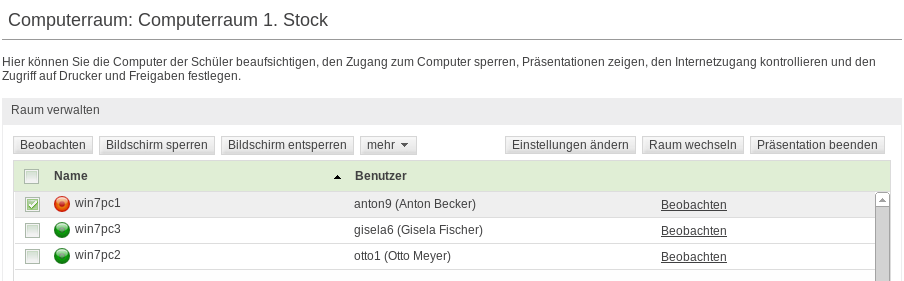 Computerraum: Computerraum 1. Stock
Hier können Sie die Computer der Schüler beaufsichtigen, den Zugang zum Computer sperren, Präsentationen zeigen, den Internetzugang kontrollieren und den
Zugriff auf Drucker und Freigaben festlegen.
Raum verwalten
Beobachten Bildschirm sperren Bildschirm entsperren mehr Einstellungen ändern Raum wechseln Präsentation beenden
Name Benutzer
win7pc1 anton9 (Anton Becker) Beobachten
win7pc3 gisela6 (Gisela Fischer) Beobachten
win7pc2 otto1 (Otto Meyer) Beobachten